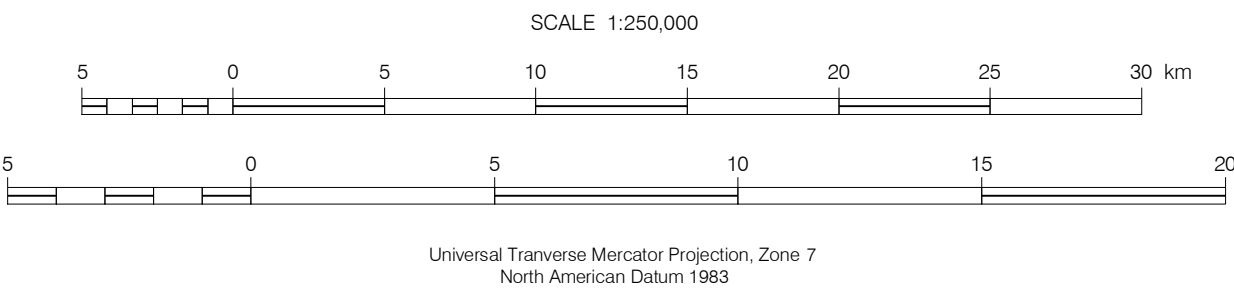 SCALE 1:250,000
5 0 5 10 15 20 25 30 km
5 0 5 10 15 20
Universal Tranverse Mercator Projection, Zone 7
North American Datum 1983